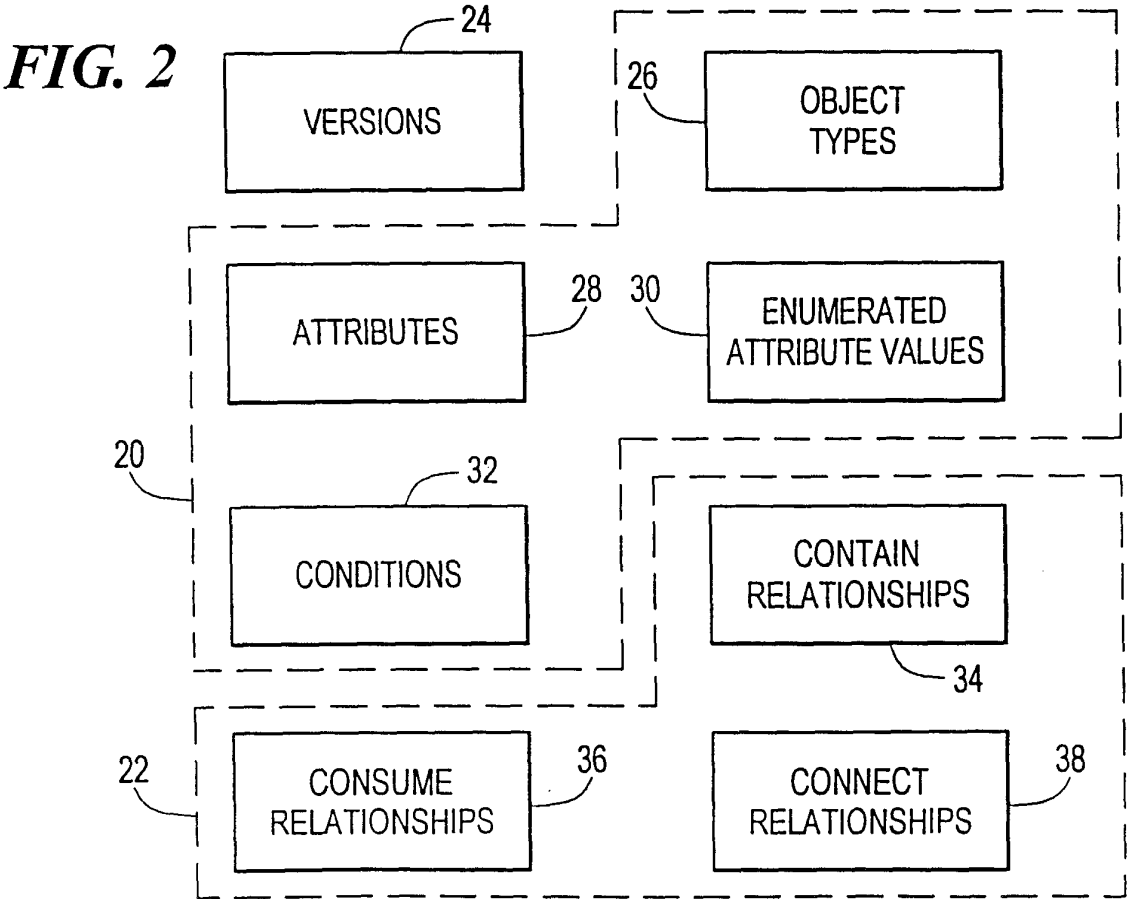 FIG. 2
24
VERSIONS
26
OBJECT
TYPES
ATTRIBUTES
28
30
ENUMERATED
ATTRIBUTE VALUES
20
32
CONDITIONS
CONTAIN
RELATIONSHIPS
34
22
CONSUME
RELATIONSHIPS
36
CONNECT
RELATIONSHIPS
38